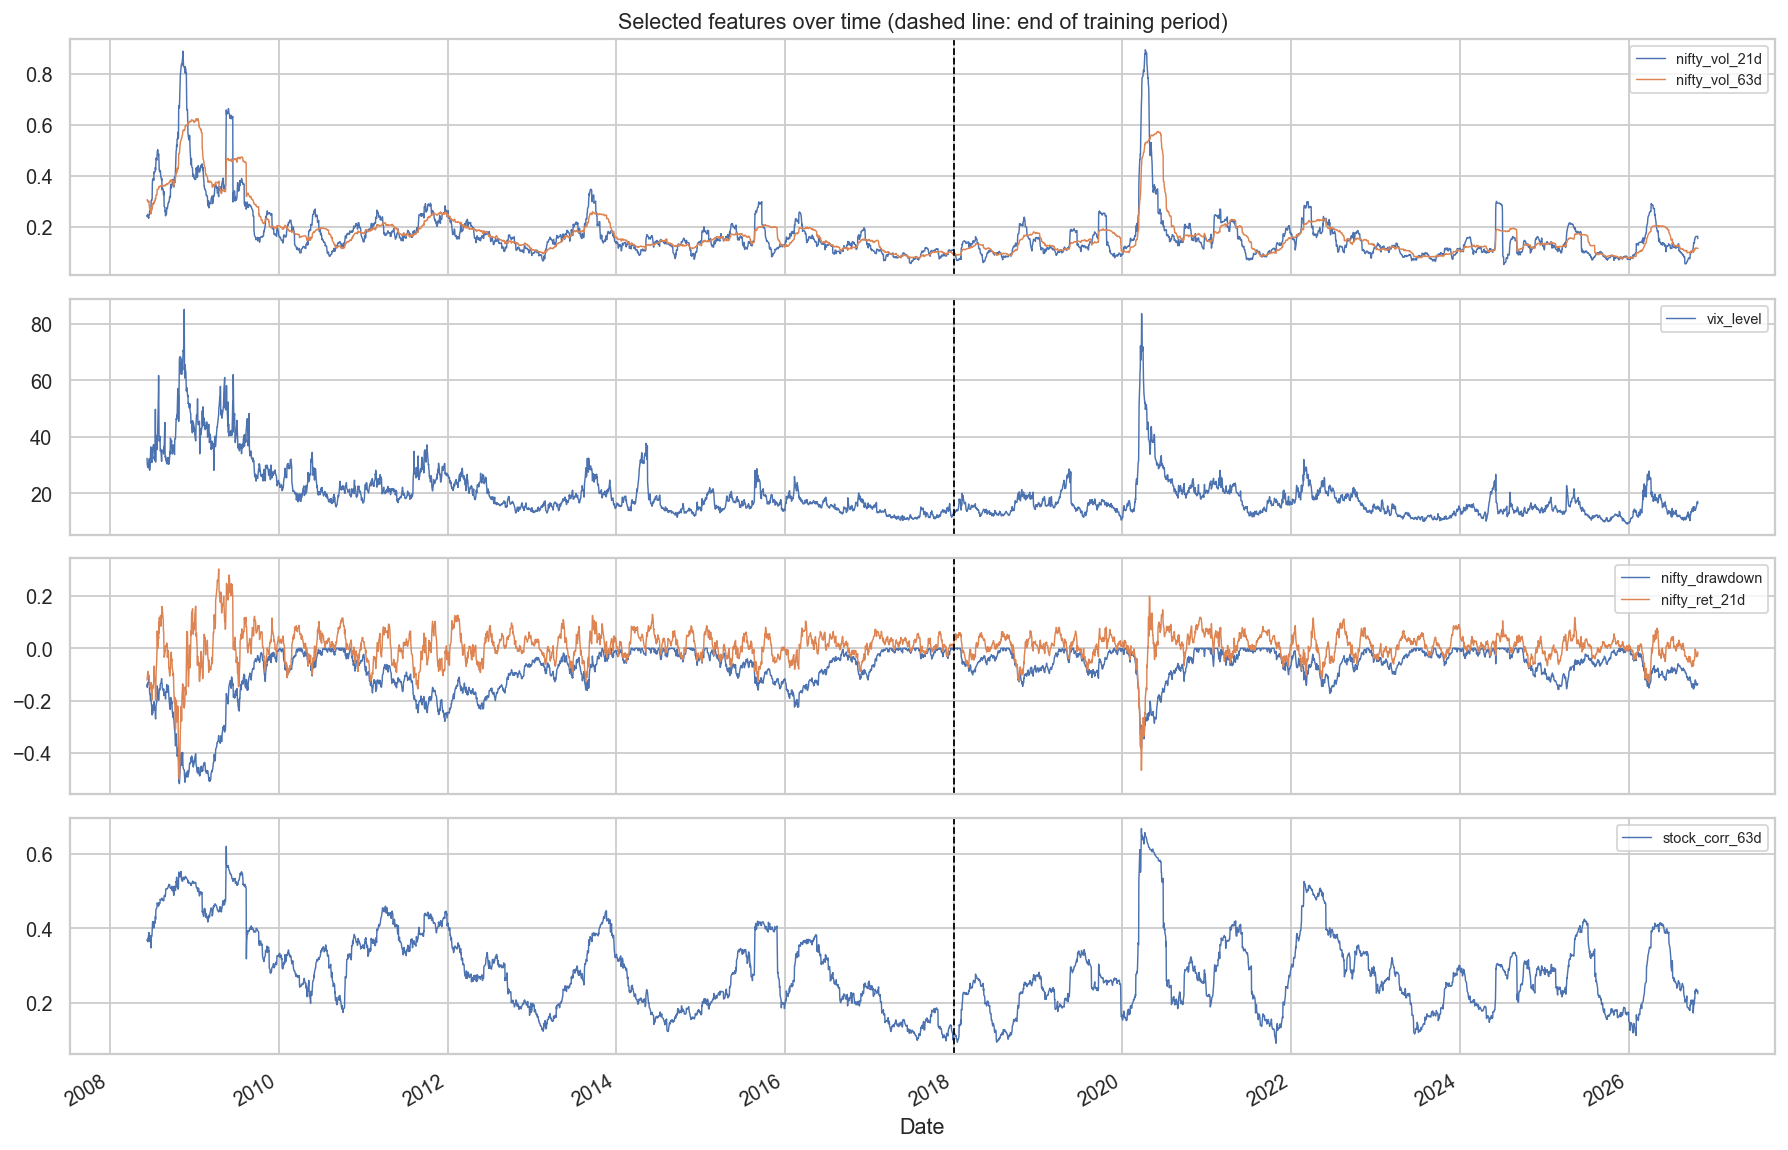 Selected features over time (dashed line: end of training period)
nifty_vol_21d
nifty_vol_63d
0.8
0.6
0.4
0.2
vix_level
80
60
40
20
nifty_drawdown
nifty_ret_21d
0.2
0.0
−0.2
−0.4
stock_corr_63d
0.6
0.4
0.2
2008 2010 2012 2014 2016 2018 2020 2022 2024 2026
Date